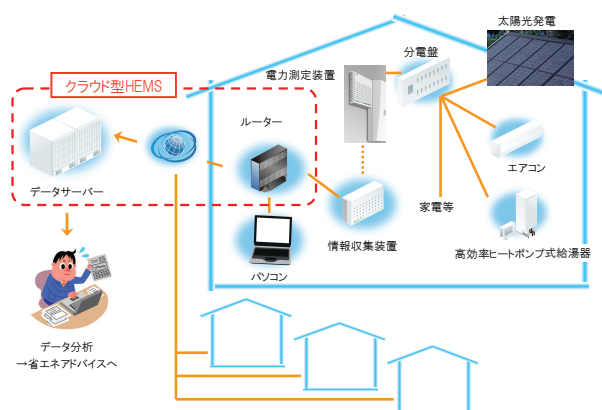 太陽光発電
分電盤
電力測定装置
クラウド型HEMS
ルーター
エアコン
データサーバー
家電等
情報収集装置
高効率ヒートポンプ式給湯器
パソコン
データ分析
→省エネアドバイスへ